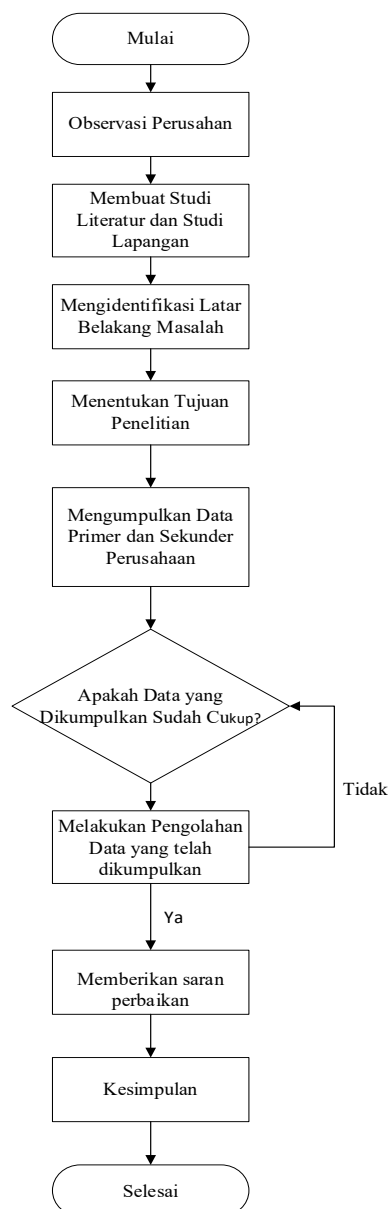 Mulai
Observasi Perusahan
Membuat Studi
Literatur dan Studi
Lapangan
Mengidentifikasi Latar
Belakang Masalah
Menentukan Tujuan
Penelitian
Mengumpulkan Data
Primer dan Sekunder
Perusahaan
Apakah Data yang
Dikumpulkan Sudah Cukup?
Tidak
Melakukan Pengolahan
Data yang telah
dikumpulkan
Ya
Memberikan saran
perbaikan
Kesimpulan
Selesai